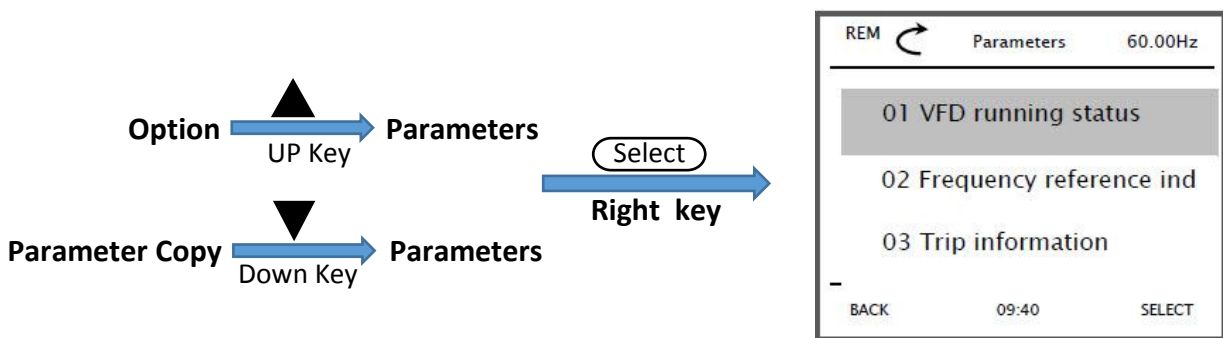 Option
UP Key
Parameters
Parameter Copy
Down Key
Parameters
Select
Right key
REM Parameters 60.00Hz
01 VFD running status
02 Frequency reference ind
03 Trip information
BACK 09:40 SELECT